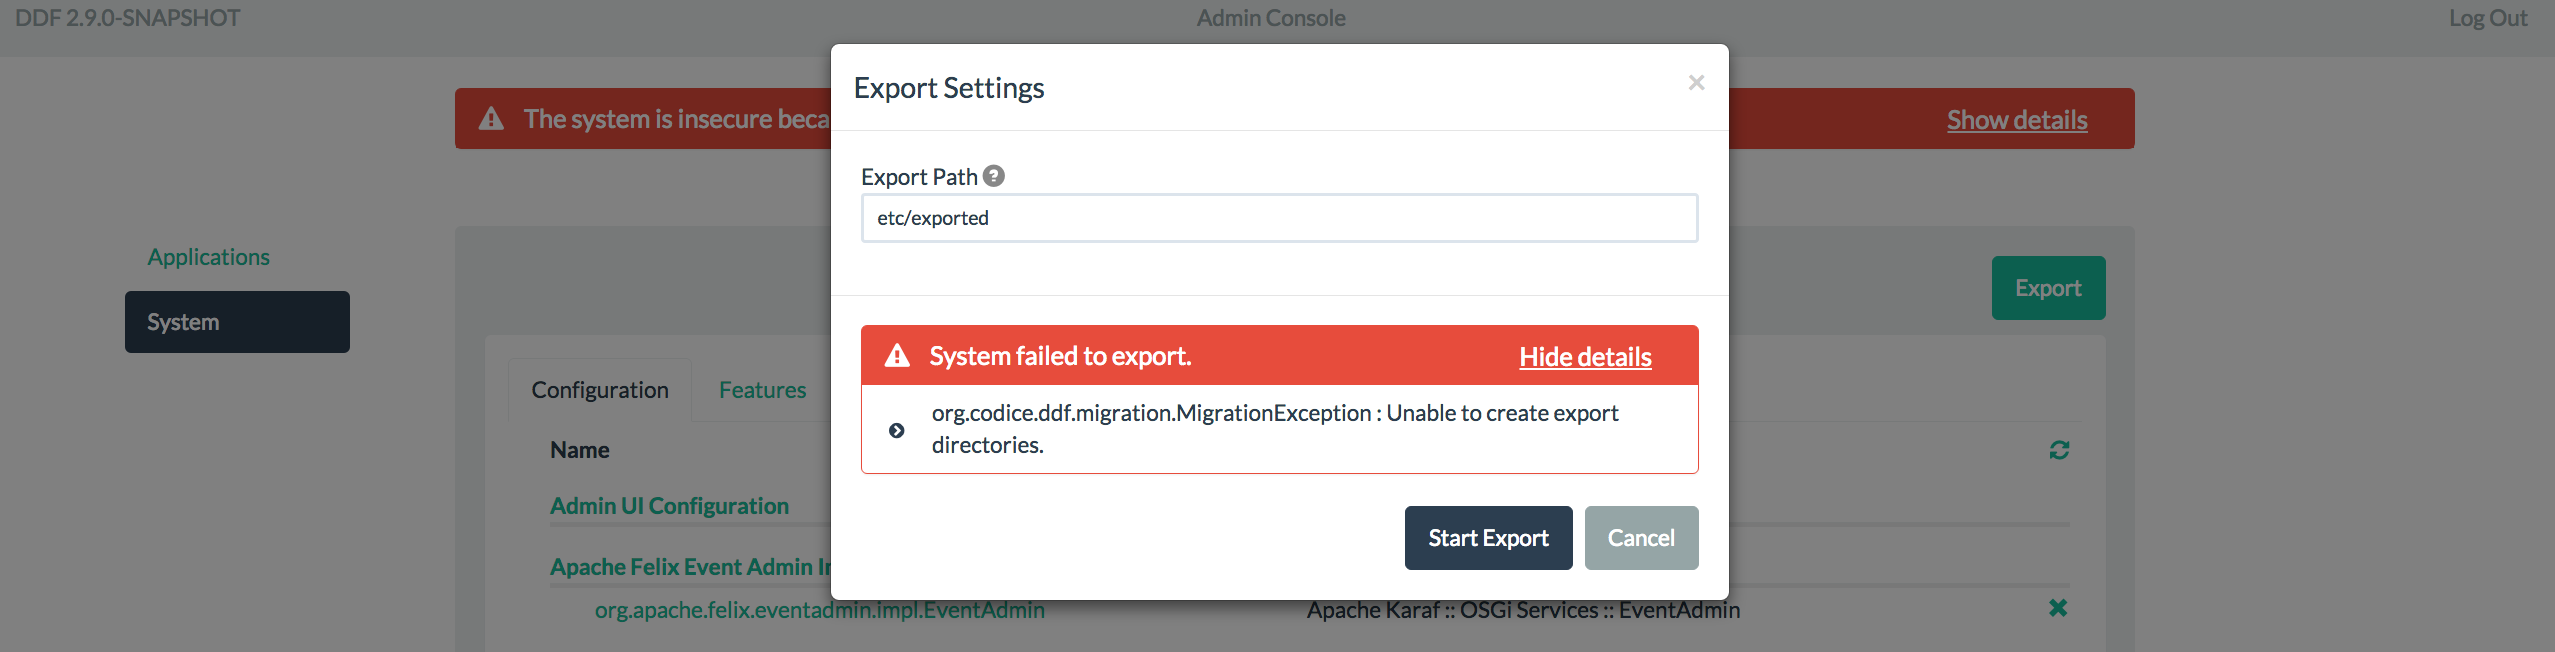 DDF 2.9.0-SNAPSHOT
Admin Console
Log Out
Export Settings
×
The system is insecure beca
Show details
Export Path
etc/exported
Applications
System
Export
System failed to export.
Hide details
org.codice.ddf.migration.MigrationException : Unable to create export
directories.
Configuration
Features
Name
Admin UI Configuration
Start Export
Cancel
Apache Felix Event Admin I
org.apache.felix.eventadmin.impl.EventAdmin
Apache Karaf :: OSGi Services :: EventAdmin